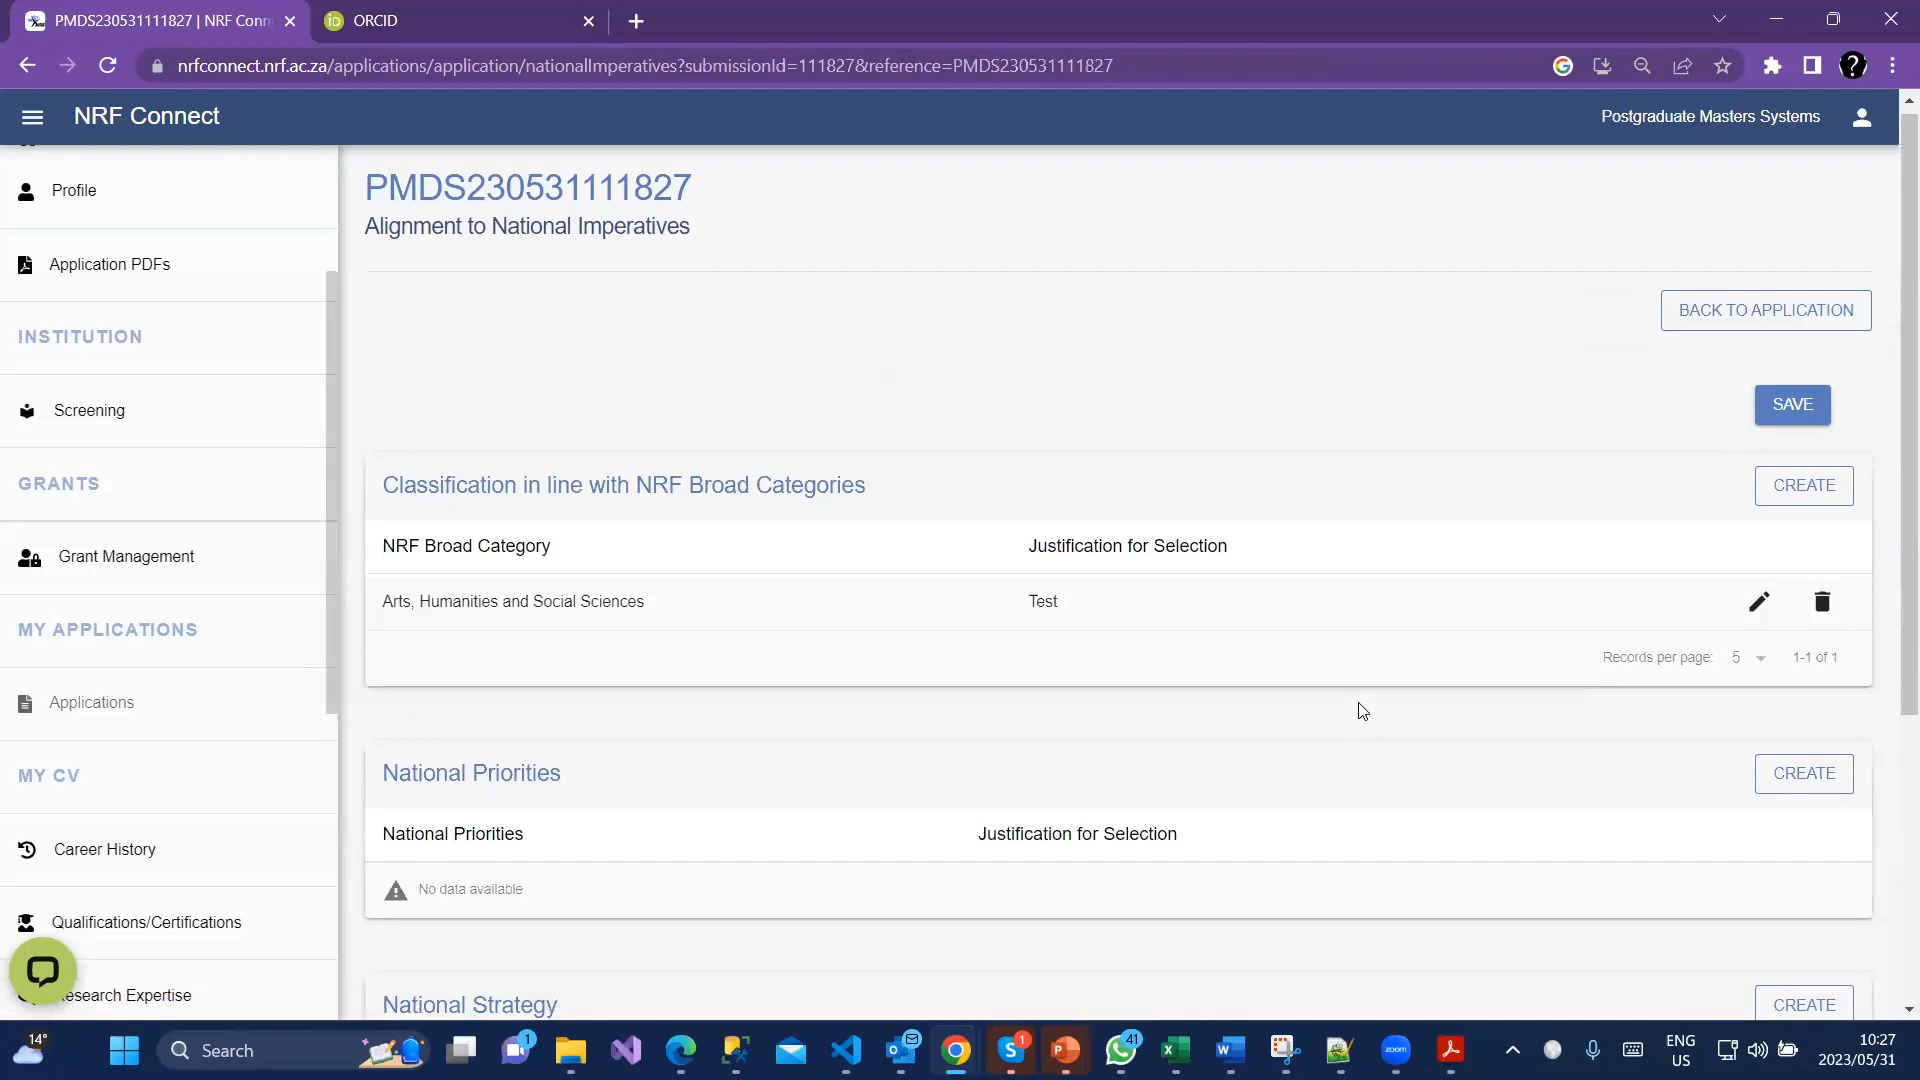 PMDS230531111827 | NRF Conn
ORCID
nrfconnect.nrf.ac.za/applications/application/nationalImperatives?submissionId=111827&reference=PMDS230531111827
NRF Connect
Postgraduate Masters Systems
Profile
Application PDFs
INSTITUTION
Screening
GRANTS
Grant Management
MY APPLICATIONS
Applications
MY CV
Career History
Qualifications/Certifications
Research Expertise
PMDS230531111827
Alignment to National Imperatives
BACK TO APPLICATION
SAVE
Classification in line with NRF Broad Categories
CREATE
NRF Broad Category
Justification for Selection
Arts, Humanities and Social Sciences
Test
Records per page: 5
1-1 of 1
National Priorities
CREATE
National Priorities
Justification for Selection
No data available
National Strategy
CREATE
14°
Search
1
1
41
zoom
ENG
US
10:27
2023/05/31